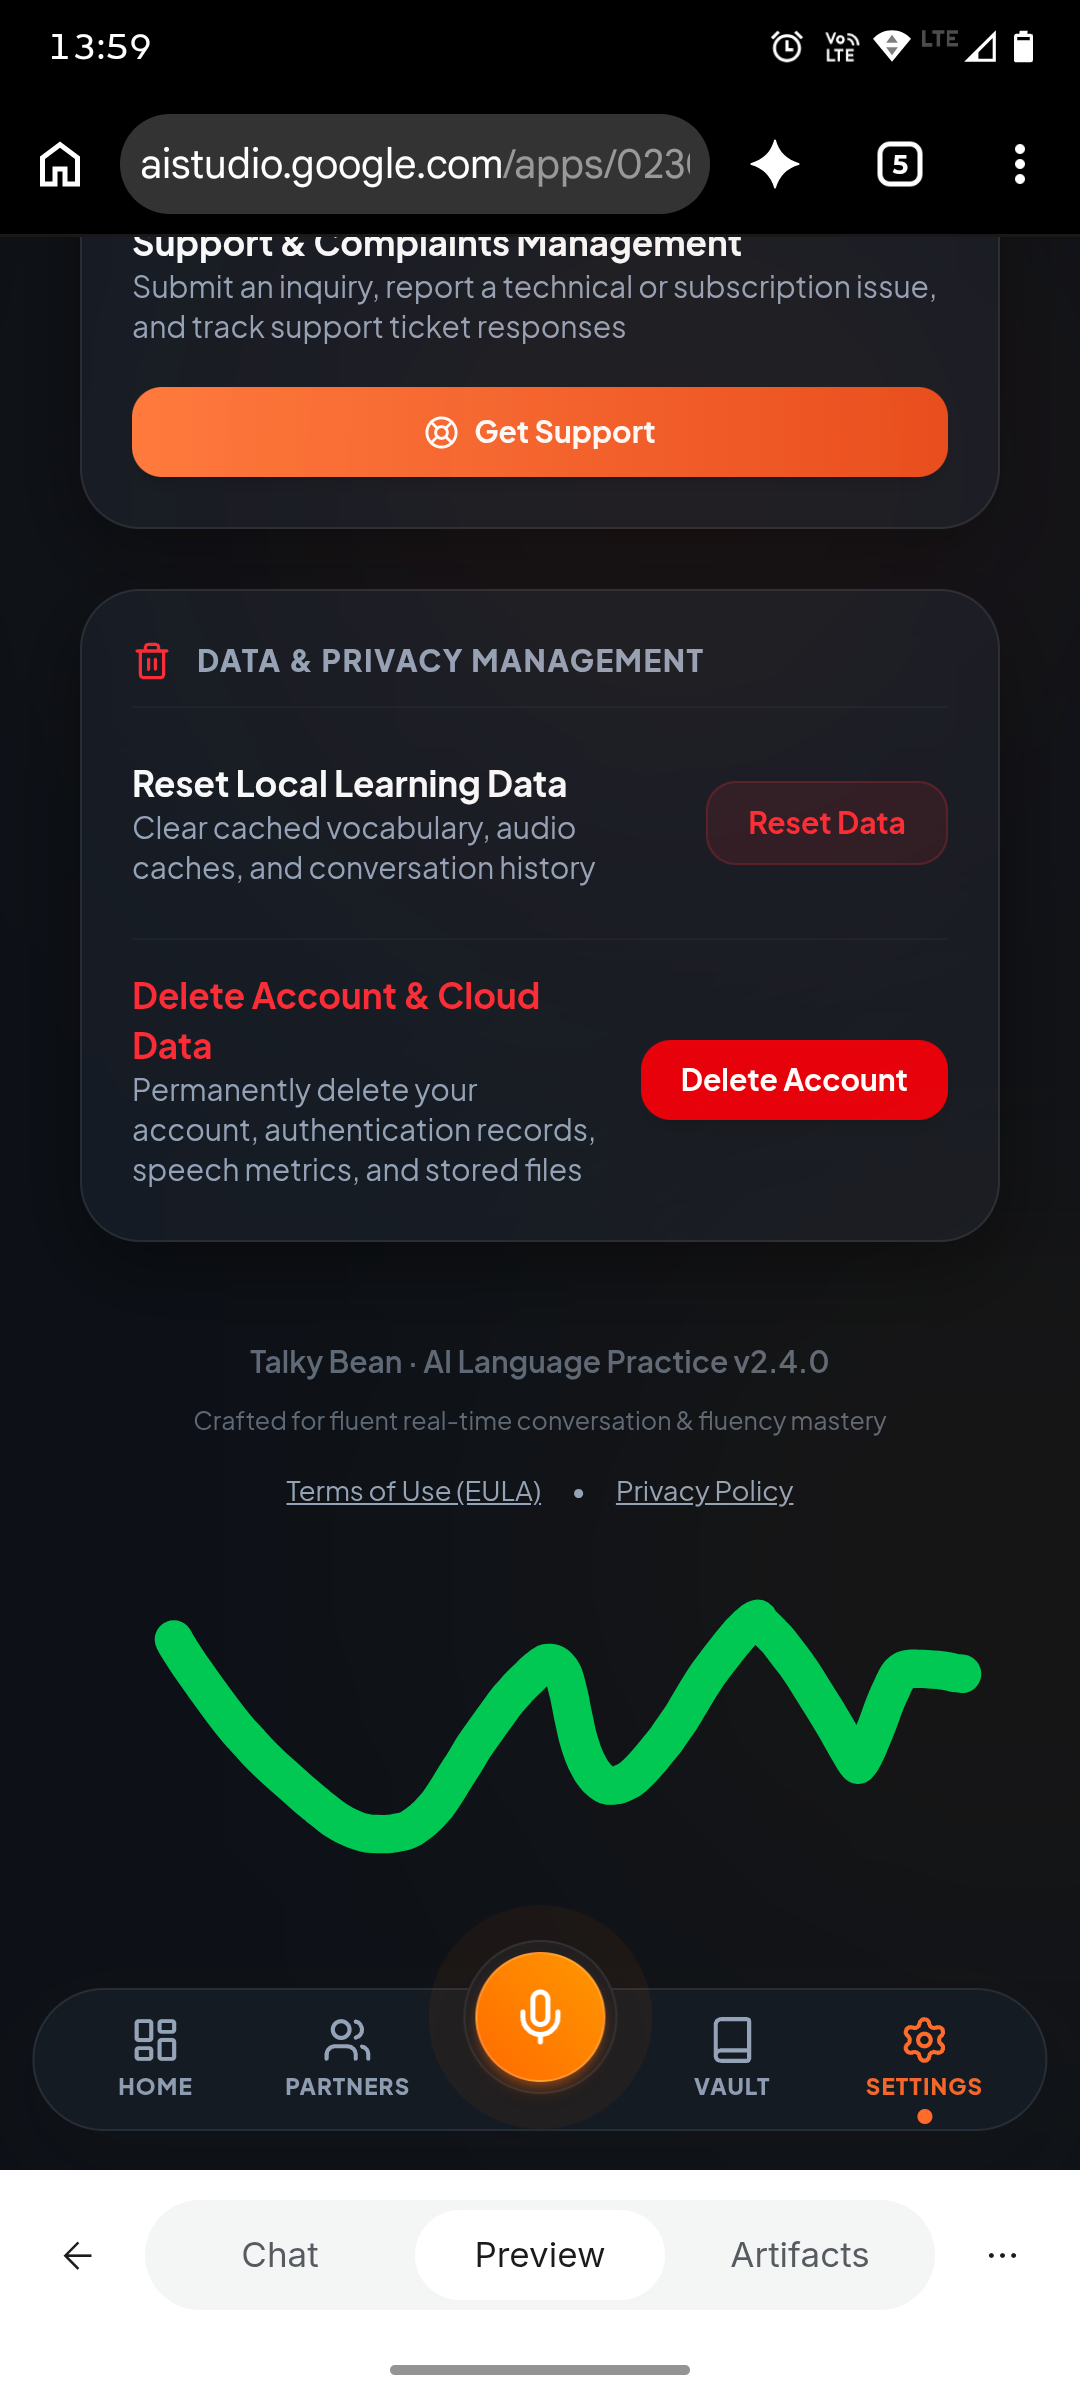 13:59
Vo LTE LTE
aistudio.google.com/apps/023
5
Support & Complaints Management
Submit an inquiry, report a technical or subscription issue,
and track support ticket responses
Get Support
DATA & PRIVACY MANAGEMENT
Reset Local Learning Data
Clear cached vocabulary, audio
caches, and conversation history
Reset Data
Delete Account & Cloud
Data
Permanently delete your
account, authentication records,
speech metrics, and stored files
Delete Account
Talky Bean · AI Language Practice v2.4.0
Crafted for fluent real-time conversation & fluency mastery
Terms of Use (EULA) • Privacy Policy
HOME PARTNERS VAULT SETTINGS
Chat Preview Artifacts